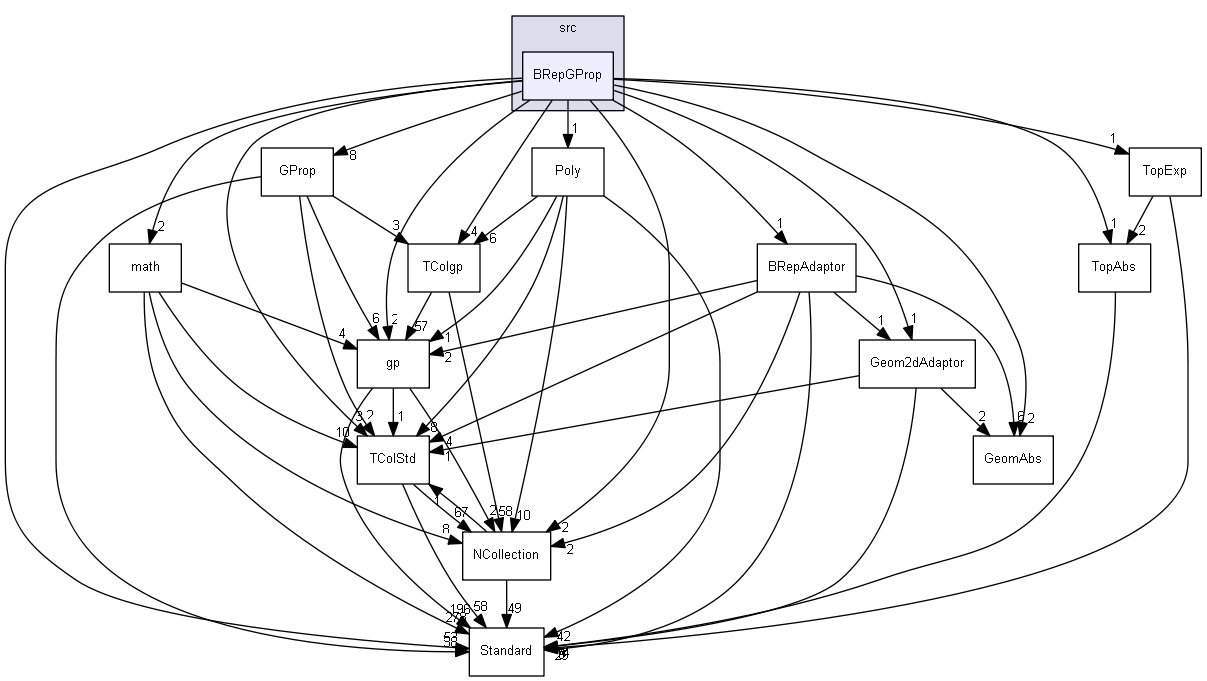 src
BRepGProp
1
1
8
GProp
Poly
TopExp
3
4
6
1
1
2
2
math
TColgp
BRepAdaptor
TopAbs
4
6
2
57
1
2
1
1
gp
Geom2dAdaptor
10
3
2
1
8
4
1
2
6
2
TColStd
GeomAbs
1
67
2
58
10
8
2
2
NCollection
58
49
42
Standard